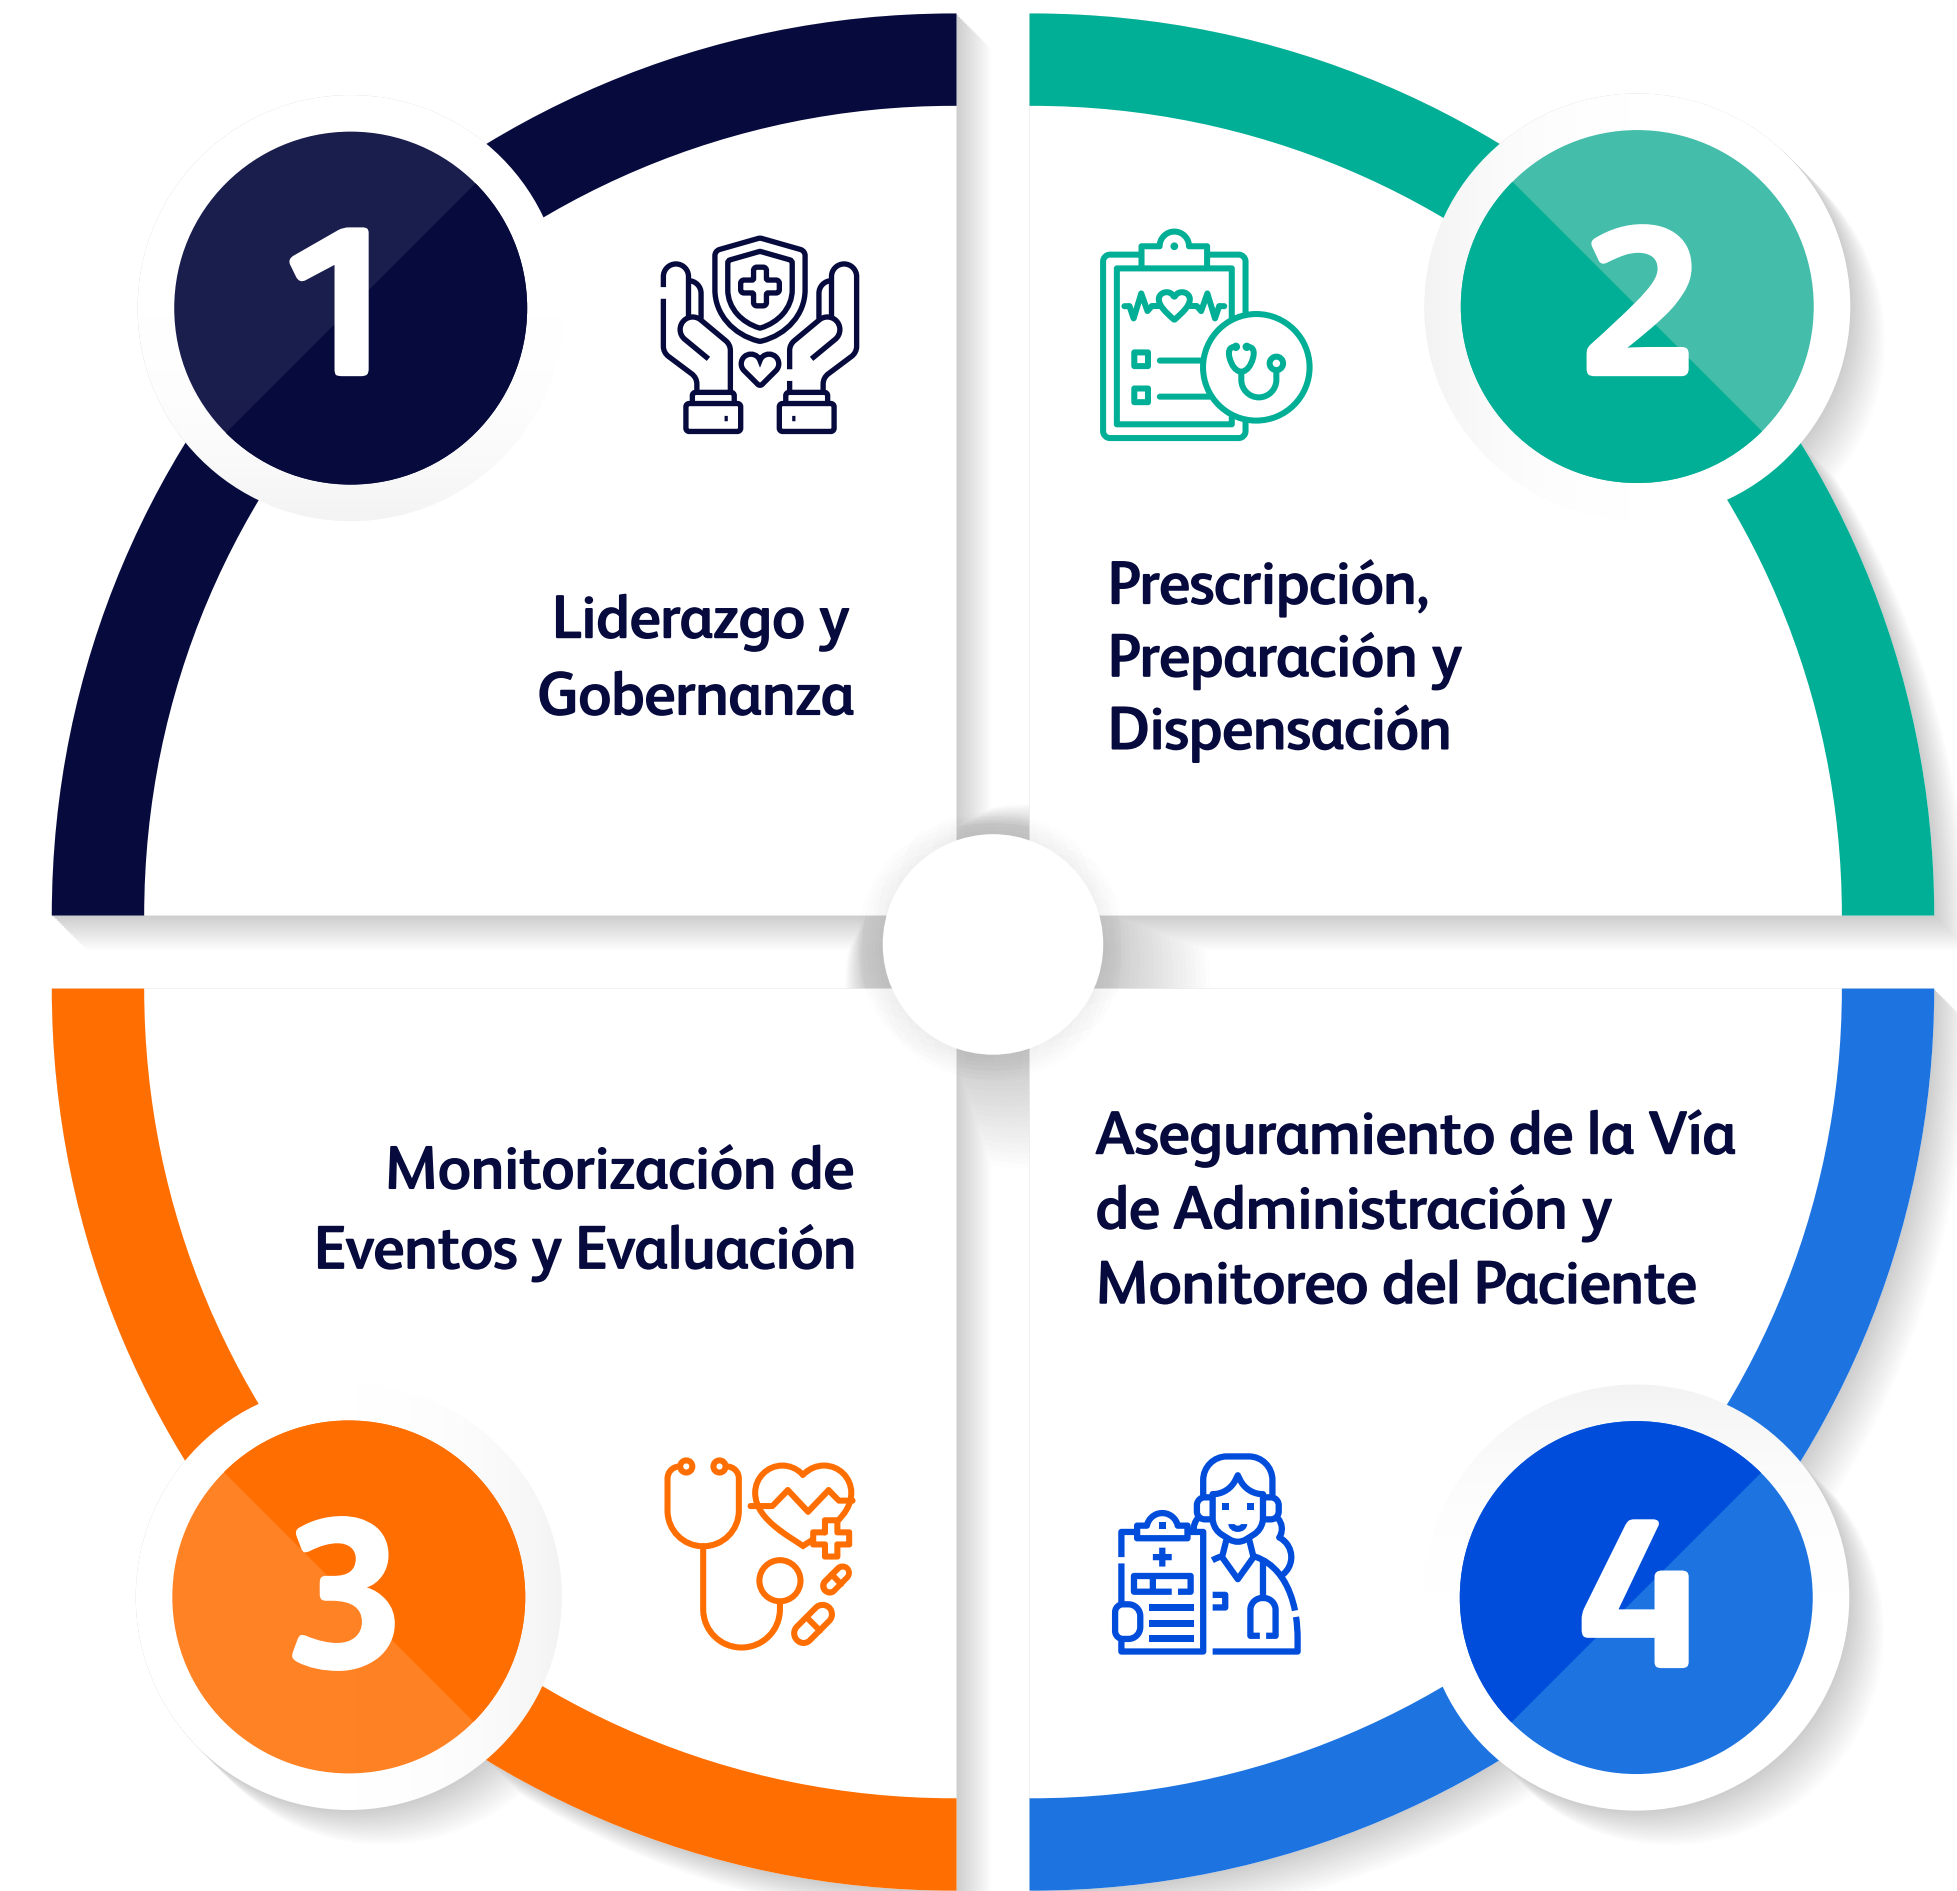 1
Liderazgo y
Gobernanza
2
Prescripción,
Preparación y
Dispensación
Monitorización de
Eventos y Evaluación
3
Aseguramiento de la Vía
de Administración y
Monitoreo del Paciente
4